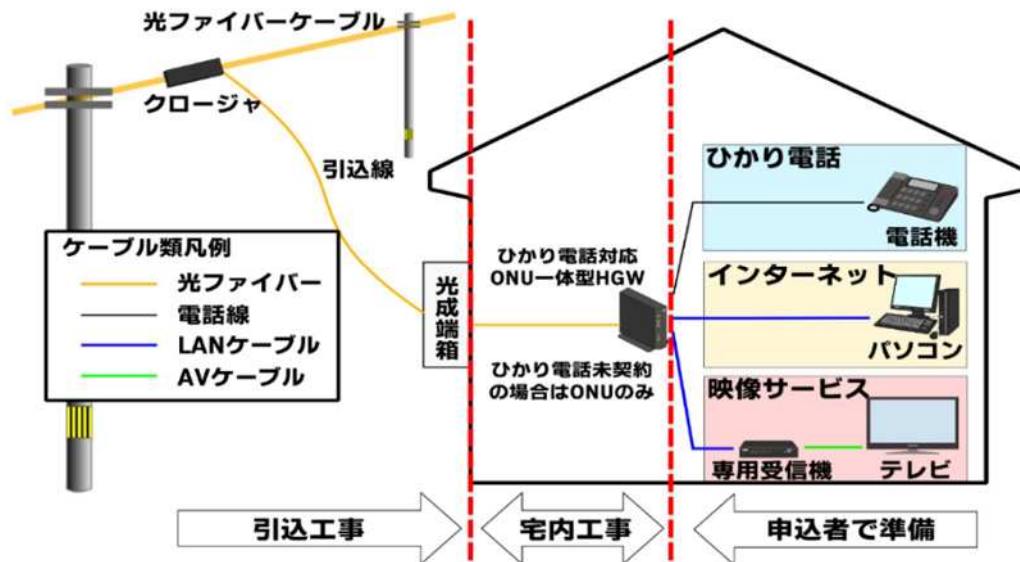 光ファイバーケーブル
クロージャ
引込線
ケーブル類凡例
光ファイバー
電話線
LANケーブル
AVケーブル
光成端箱
ひかり電話対応
ONU一体型HGW
ひかり電話未契約
の場合はONUのみ
ひかり電話
電話機
インターネット
パソコン
映像サービス
専用受信機
テレビ
引込工事
宅内工事
申込者で準備